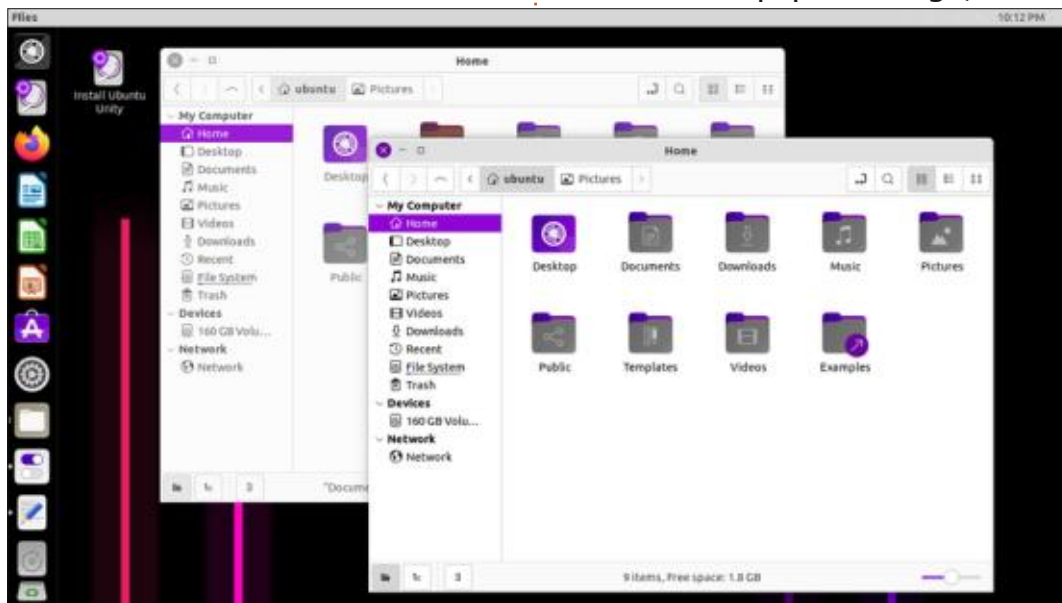 Files
10:12 PM
Install Ubuntu
Unity
Home
ubuntu
Pictures
My Computer
Home
Desktop
Documents
Music
Pictures
Videos
Downloads
Recent
File System
Trash
Devices
160 GB Volu...
Network
Network
Desktop
Public
"Docume
Home
ubuntu
Pictures
My Computer
Home
Desktop
Documents
Music
Pictures
Videos
Downloads
Recent
File System
Trash
Devices
160 GB Volu...
Network
Network
Desktop
Documents
Downloads
Music
Pictures
Public
Templates
Videos
Examples
9 items, Free space: 1.8 GB